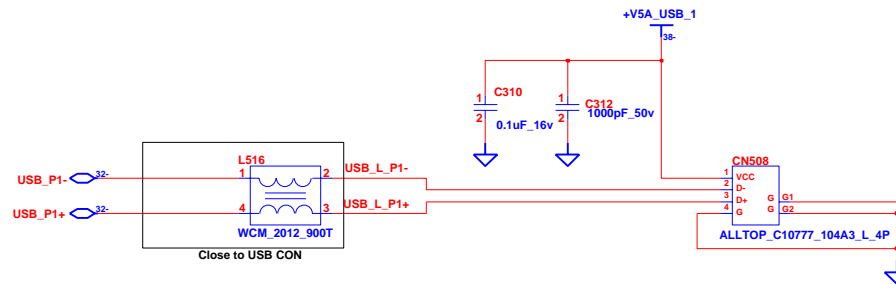 +V5A_USB_1
38-
1
C310
2
0.1uF_16v
1
C312
2
1000pF_50v
L516
USB_P1-
32-
1
2
USB_L_P1-
USB_P1+
32-
4
3
USB_L_P1+
WCM_2012_900T
Close to USB CON
CN508
1
VCC
2
D-
3
D+
G
G1
4
G
G
G2
ALLTOP_C10777_104A3_L_4P